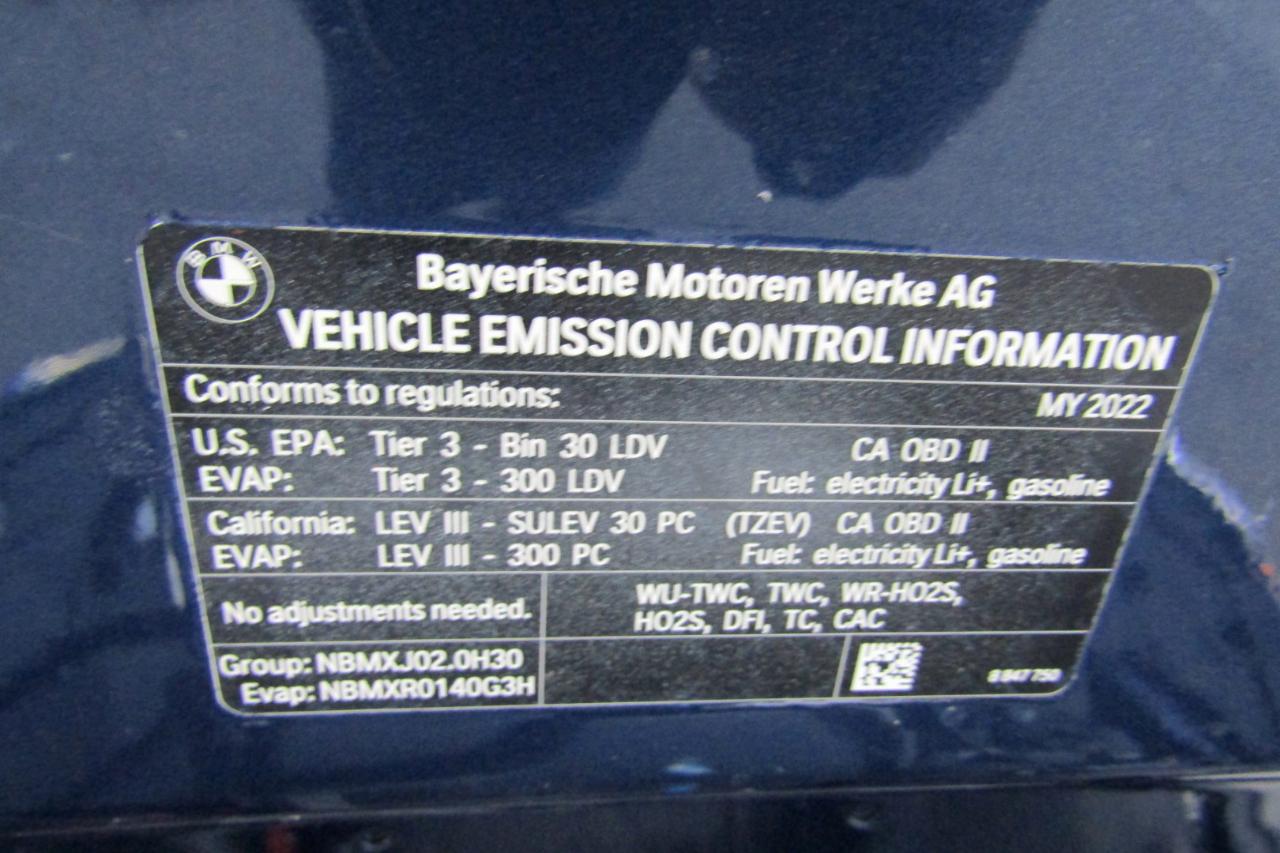 BMW
Bayerische Motoren Werke AG
VEHICLE EMISSION CONTROL INFORMATION
Conforms to regulations: MY 2022
U.S. EPA: Tier 3 - Bin 30 LDV CA OBD II
EVAP: Tier 3 - 300 LDV Fuel: electricity Li+, gasoline
California: LEV III - SULEV 30 PC (TZEV) CA OBD II
EVAP: LEV III - 300 PC Fuel: electricity Li+, gasoline
No adjustments needed.
WU-TWC, TWC, WR-HO2S,
HO2S, DFI, TC, CAC
Group: NBMXJ02.0H30
Evap: NBMXR0140G3H
8 847 750